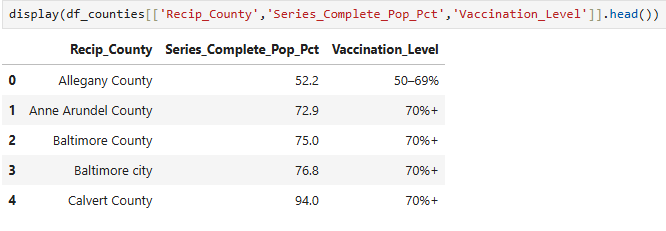 display(df_counties[['Recip_County','Series_Complete_Pop_Pct','Vaccination_Level']].head())
Recip_County Series_Complete_Pop_Pct Vaccination_Level
0 Allegany County 52.2 50–69%
1 Anne Arundel County 72.9 70%+
2 Baltimore County 75.0 70%+
3 Baltimore city 76.8 70%+
4 Calvert County 94.0 70%+